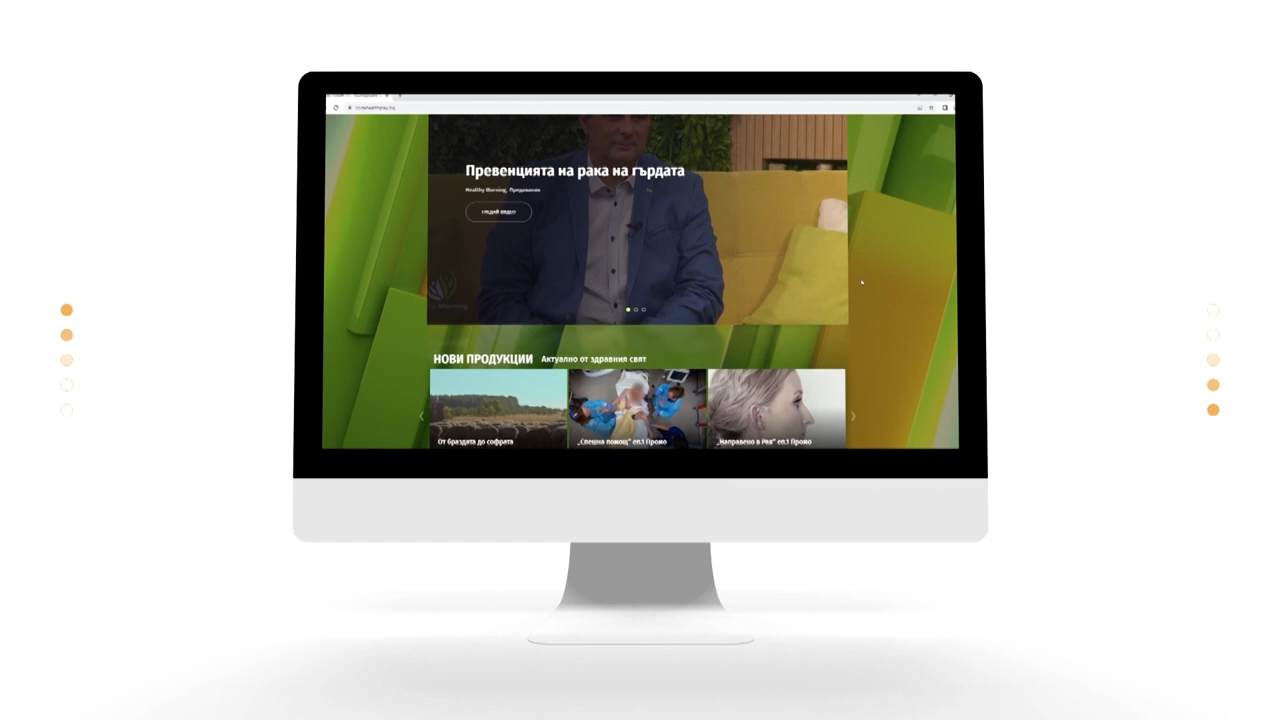 Превенцията на рака на гърдата
Healthy Morning, Предавания
ГЛЕДАЙ ВИДЕО
Morning
НОВИ ПРОДУКЦИИ Актуално от здравния свят
От браздата до софрата
„Спешна помощ" еп.1 Промо
„Направено в Рая" еп.1 Промо